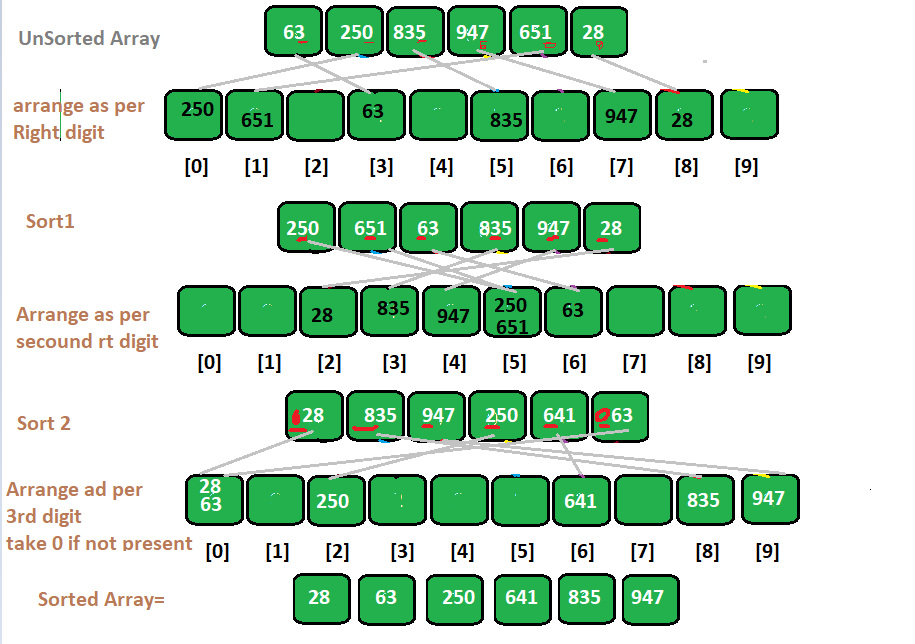 UnSorted Array
63 250 835 947 651 28
arrange as per
Right digit
250 651 63 835 947 28
[0] [1] [2] [3] [4] [5] [6] [7] [8] [9]
Sort1
250 651 63 835 947 28
Arrange as per
secound rt digit
28 835 947 250 63
651
[0] [1] [2] [3] [4] [5] [6] [7] [8] [9]
Sort 2
028 835 947 250 641 063
Arrange ad per
3rd digit
take 0 if not present
28
63 250 641 835 947
[0] [1] [2] [3] [4] [5] [6] [7] [8] [9]
Sorted Array=
28 63 250 641 835 947